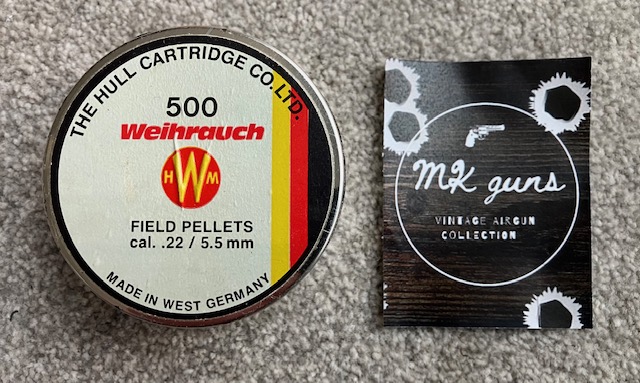 THE HULL CARTRIDGE CO. LTD.
500
Weihrauch
HWM
FIELD PELLETS
cal. .22 / 5.5 mm
MADE IN WEST GERMANY
MK guns
VINTAGE AIRGUN
COLLECTION